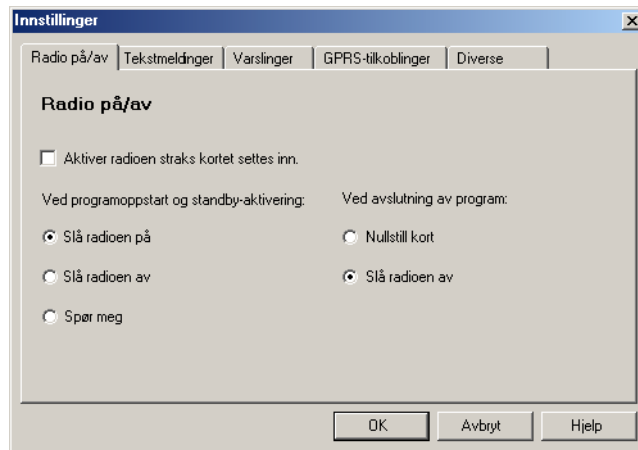 Innstillinger
Radio på/av Tekstmeldinger Varslinger GPRS-tilkoblinger Diverse
Radio på/av
Aktiver radioen straks kortet settes inn.
Ved programoppstart og standby-aktivering:
Slå radioen på
Slå radioen av
Spør meg
Ved avslutning av program:
Nullstill kort
Slå radioen av
OK Avbryt Hjelp